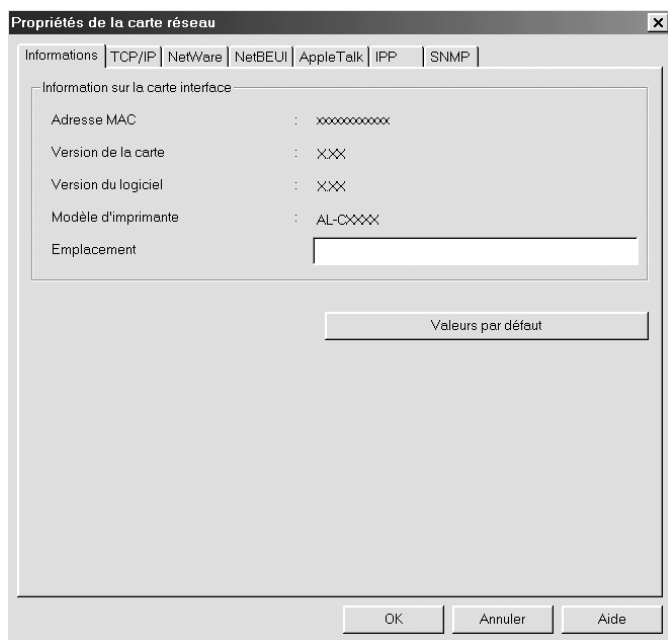 Propriétés de la carte réseau
Informations TCP/IP NetWare NetBEUI AppleTalk IPP SNMP
Information sur la carte interface
Adresse MAC : xxxxxxxxxxxx
Version de la carte : X.XX
Version du logiciel : X.XX
Modèle d'imprimante : AL-CXXXX
Emplacement
Valeurs par défaut
OK Annuler Aide